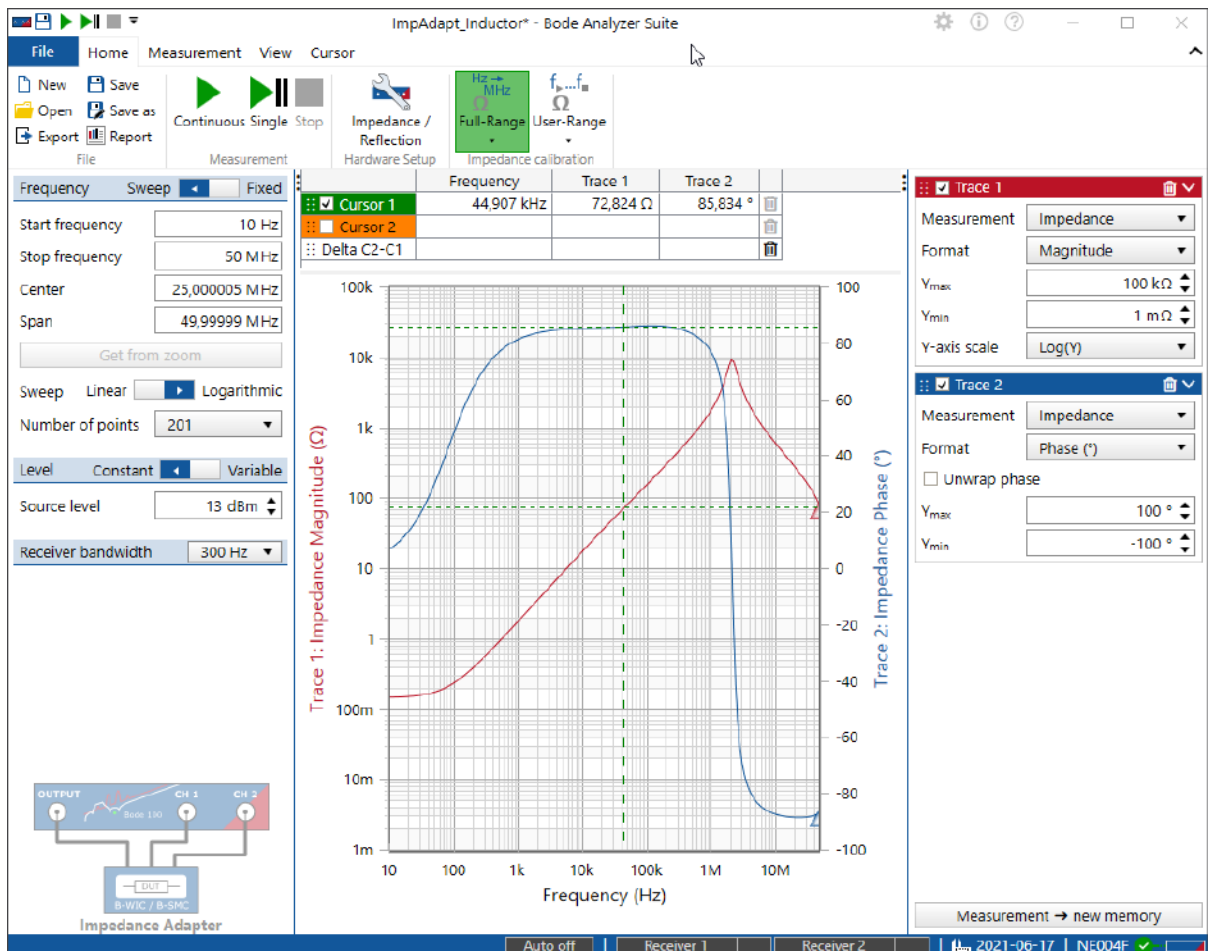 ImpAdapt_Inductor* - Bode Analyzer Suite
File Home Measurement View Cursor
New Save
Open Save as
Export Report
File
Continuous Single Stop
Measurement
Impedance /
Reflection
Hardware Setup
Hz → MHz
Ω
Full-Range
f▸...f■
Ω
User-Range
Impedance calibration
Frequency Sweep Fixed
Start frequency 10 Hz
Stop frequency 50 MHz
Center 25,000005 MHz
Span 49,99999 MHz
Get from zoom
Sweep Linear Logarithmic
Number of points 201
Level Constant Variable
Source level 13 dBm
Receiver bandwidth 300 Hz
OUTPUT CH 1 CH 2
Bode 100
DUT
B-WIC / B-SMC
Impedance Adapter
Frequency Trace 1 Trace 2
Cursor 1 44,907 kHz 72,824 Ω 85,834 °
Cursor 2
Delta C2-C1
100k
10k
1k
100
10
1
100m
10m
1m
Trace 1: Impedance Magnitude (Ω)
100
80
60
40
20
0
-20
-40
-60
-80
-100
Trace 2: Impedance Phase (°)
10 100 1k 10k 100k 1M 10M
Frequency (Hz)
Trace 1
Measurement Impedance
Format Magnitude
Ymax 100 kΩ
Ymin 1 mΩ
Y-axis scale Log(Y)
Trace 2
Measurement Impedance
Format Phase (°)
Unwrap phase
Ymax 100 °
Ymin -100 °
Measurement → new memory
Auto off Receiver 1 Receiver 2 2021-06-17 NE004F